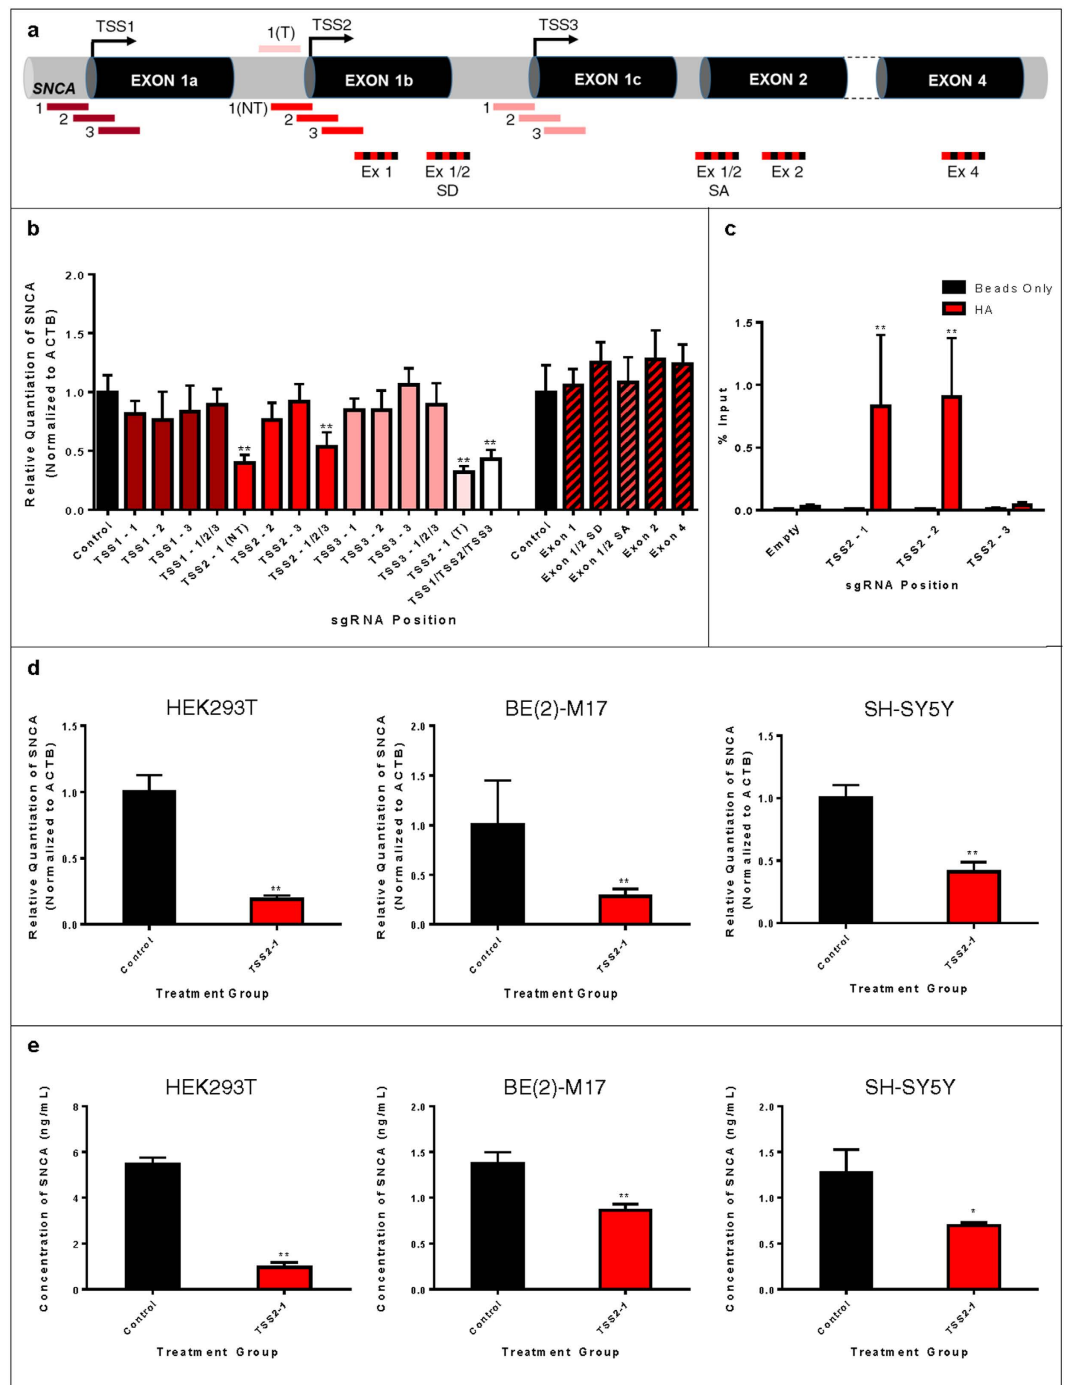 a
TSS1
1(T)
TSS2
TSS3
SNCA
EXON 1a
EXON 1b
EXON 1c
EXON 2
EXON 4
1
2
3
1(NT)
2
3
1
2
3
Ex 1
Ex 1/2
SD
Ex 1/2
SA
Ex 2
Ex 4
b
Relative Quantiation of SNCA
(Normalized to ACTB)
2.0
1.5
1.0
0.5
0.0
**
**
**
**
Control
TSS1 - 1
TSS1 - 2
TSS1 - 3
TSS1 - 1/2/3
TSS2 - 1 (NT)
TSS2 - 2
TSS2 - 3
TSS2 - 1/2/3
TSS3 - 1
TSS3 - 2
TSS3 - 3
TSS3 - 1/2/3
TSS2 - 1 (T)
TSS1/TSS2/TSS3
Control
Exon 1
Exon 1/2 SD
Exon 1/2 SA
Exon 2
Exon 4
sgRNA Position
c
Beads Only
HA
% Input
1.5
1.0
0.5
0.0
**
**
Empty
TSS2 - 1
TSS2 - 2
TSS2 - 3
sgRNA Position
d
HEK293T
Relative Quantiation of SNCA
(Normalized to ACTB)
1.5
1.0
0.5
0.0
**
Control
TSS2-1
Treatment Group
BE(2)-M17
Relative Quantiation of SNCA
(Normalized to ACTB)
2.0
1.5
1.0
0.5
0.0
**
Control
TSS2-1
Treatment Group
SH-SY5Y
Relative Quantiation of SNCA
(Normalized to ACTB)
1.5
1.0
0.5
0.0
**
Control
TSS2-1
Treatment Group
e
HEK293T
Concentration of SNCA (ng/mL)
8
6
4
2
0
**
Control
TSS2-1
Treatment Group
BE(2)-M17
Concentration of SNCA (ng/mL)
2.0
1.5
1.0
0.5
0.0
**
Control
TSS2-1
Treatment Group
SH-SY5Y
Concentration of SNCA (ng/mL)
2.0
1.5
1.0
0.5
0.0
*
Control
TSS2-1
Treatment Group